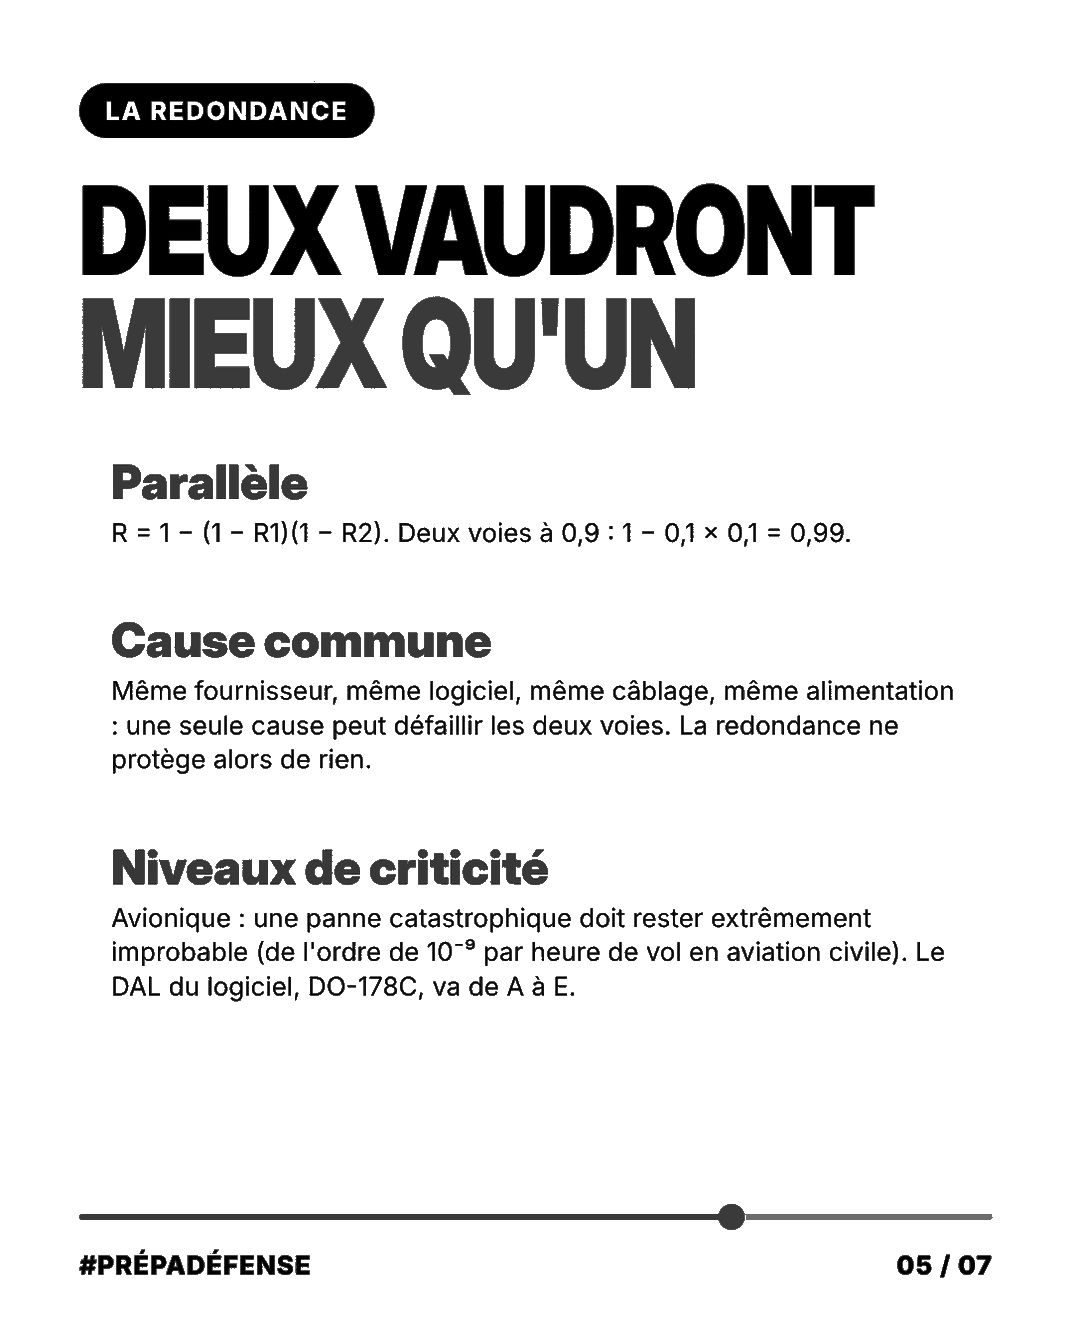 LA REDONDANCE
DEUX VAUDRONT
MIEUX QU'UN
Parallèle
R = 1 − (1 − R1)(1 − R2). Deux voies à 0,9 : 1 − 0,1 × 0,1 = 0,99.
Cause commune
Même fournisseur, même logiciel, même câblage, même alimentation
: une seule cause peut défaillir les deux voies. La redondance ne
protège alors de rien.
Niveaux de criticité
Avionique : une panne catastrophique doit rester extrêmement
improbable (de l'ordre de 10⁻⁹ par heure de vol en aviation civile). Le
DAL du logiciel, DO-178C, va de A à E.
#PRÉPADÉFENSE
05 / 07